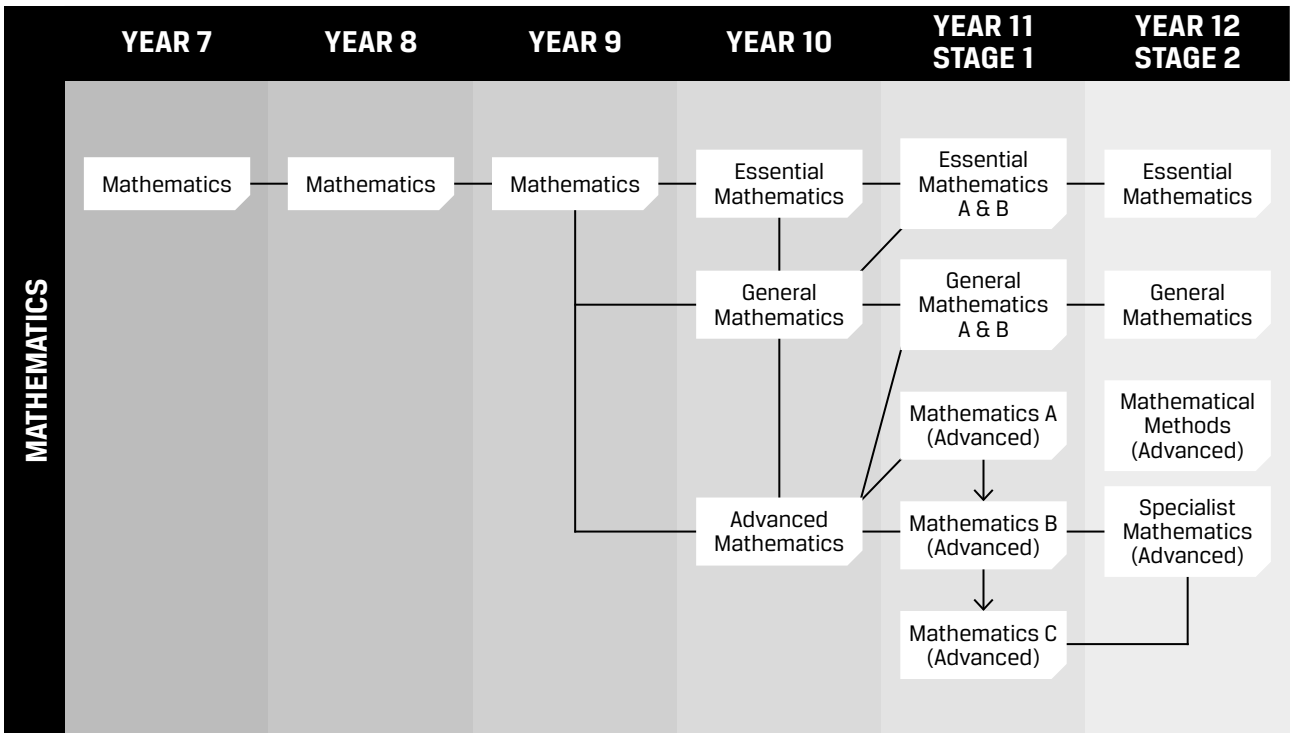 YEAR 7
YEAR 8
YEAR 9
YEAR 10
YEAR 11
STAGE 1
YEAR 12
STAGE 2
MATHEMATICS
Mathematics
Mathematics
Mathematics
Essential
Mathematics
Essential
Mathematics
A & B
Essential
Mathematics
General
Mathematics
General
Mathematics
A & B
General
Mathematics
Mathematics A
(Advanced)
Mathematical
Methods
(Advanced)
Advanced
Mathematics
Mathematics B
(Advanced)
Specialist
Mathematics
(Advanced)
Mathematics C
(Advanced)